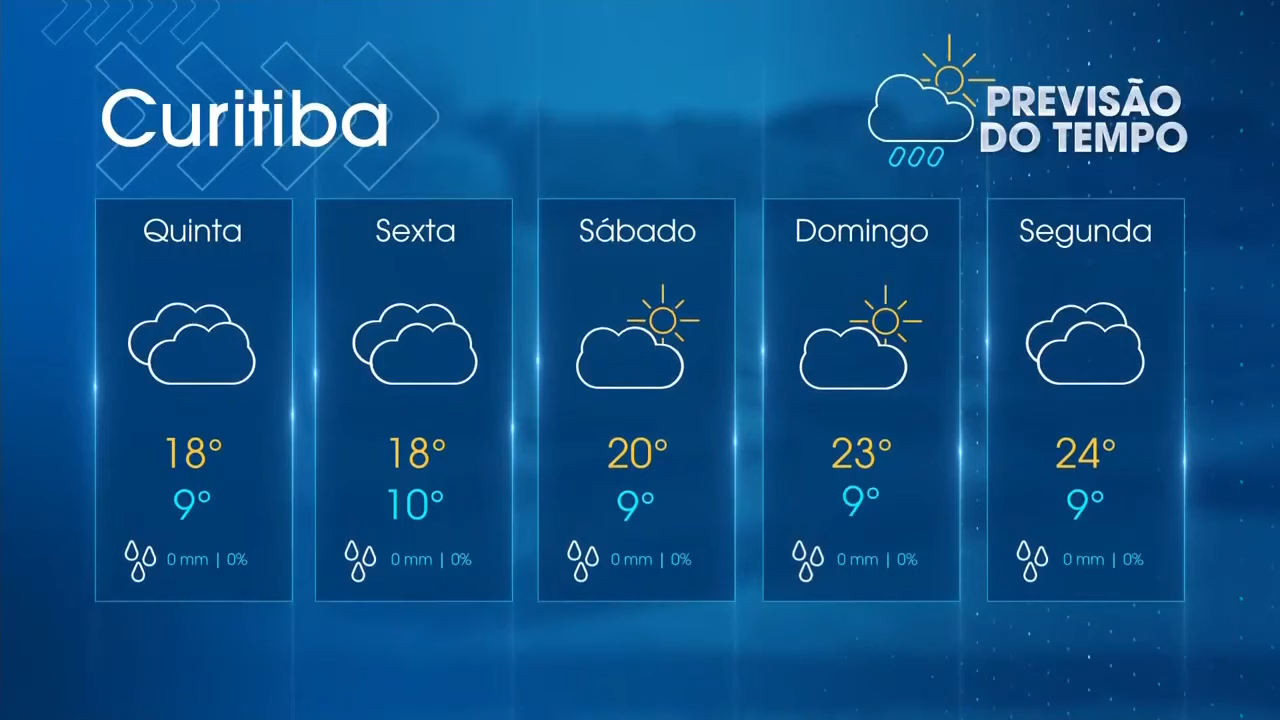 Curitiba
PREVISÃO
DO TEMPO
Quinta
18°
9°
0 mm | 0%
Sexta
18°
10°
0 mm | 0%
Sábado
20°
9°
0 mm | 0%
Domingo
23°
9°
0 mm | 0%
Segunda
24°
9°
0 mm | 0%